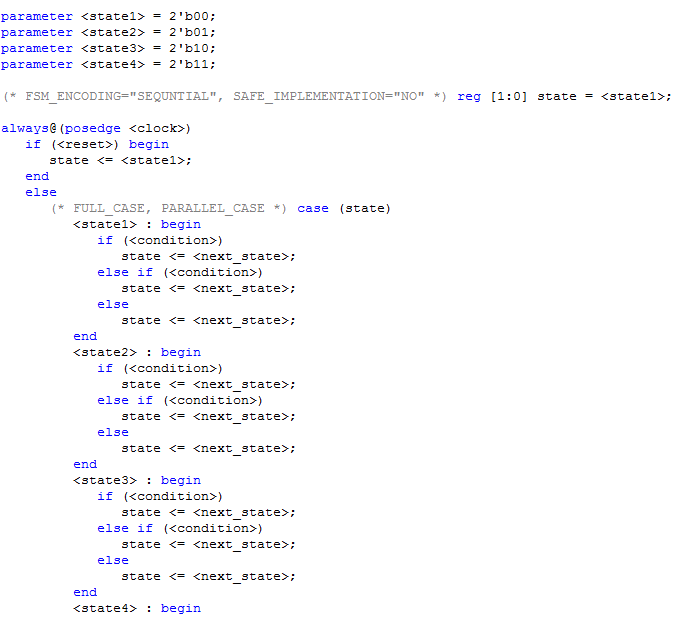 parameter <state1> = 2'b00;
parameter <state2> = 2'b01;
parameter <state3> = 2'b10;
parameter <state4> = 2'b11;
(* FSM_ENCODING="SEQUNTIAL", SAFE_IMPLEMENTATION="NO" *) reg [1:0] state = <state1>;
always@(posedge <clock>)
if (<reset>) begin
state <= <state1>;
end
else
(* FULL_CASE, PARALLEL_CASE *) case (state)
<state1> : begin
if (<condition>)
state <= <next_state>;
else if (<condition>)
state <= <next_state>;
else
state <= <next_state>;
end
<state2> : begin
if (<condition>)
state <= <next_state>;
else if (<condition>)
state <= <next_state>;
else
state <= <next_state>;
end
<state3> : begin
if (<condition>)
state <= <next_state>;
else if (<condition>)
state <= <next_state>;
else
state <= <next_state>;
end
<state4> : begin